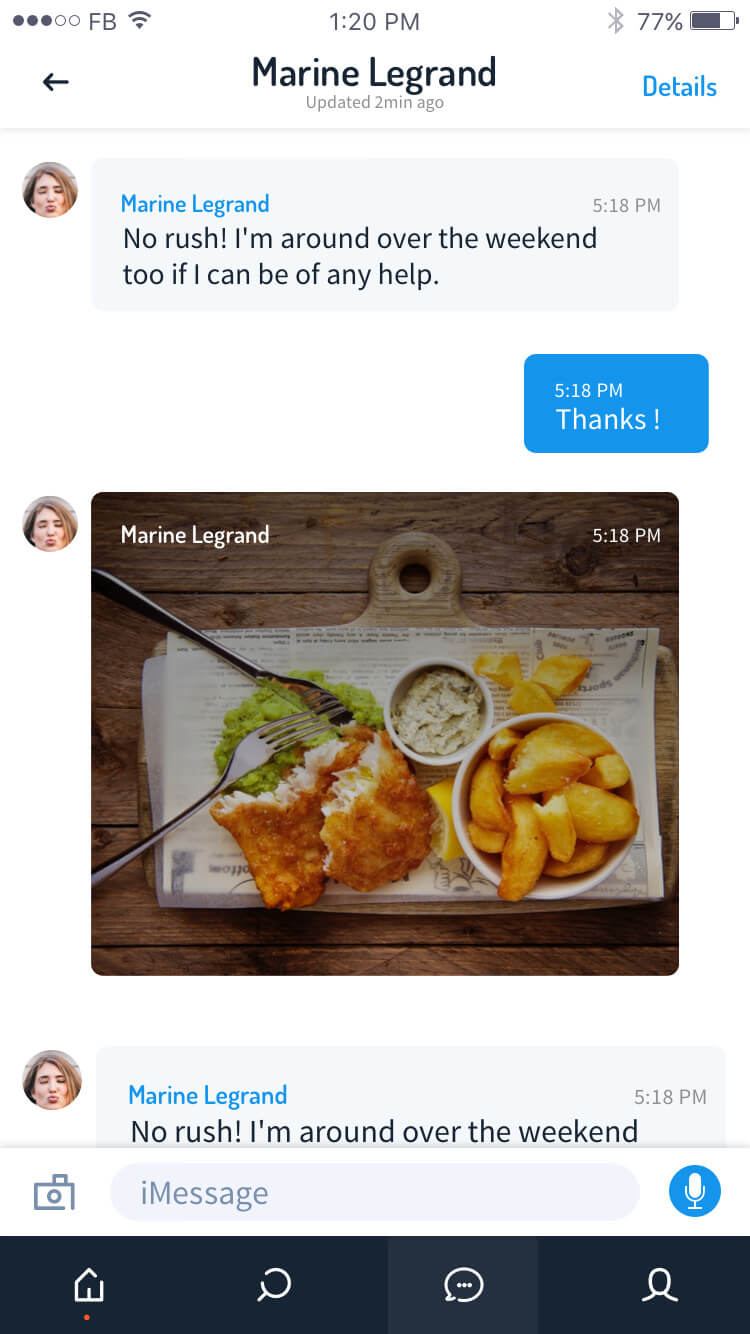 FB 1:20 PM 77%
Marine Legrand
Updated 2min ago
Details
Marine Legrand 5:18 PM
No rush! I'm around over the weekend
too if I can be of any help.
5:18 PM
Thanks !
Marine Legrand 5:18 PM
Marine Legrand 5:18 PM
No rush! I'm around over the weekend
iMessage